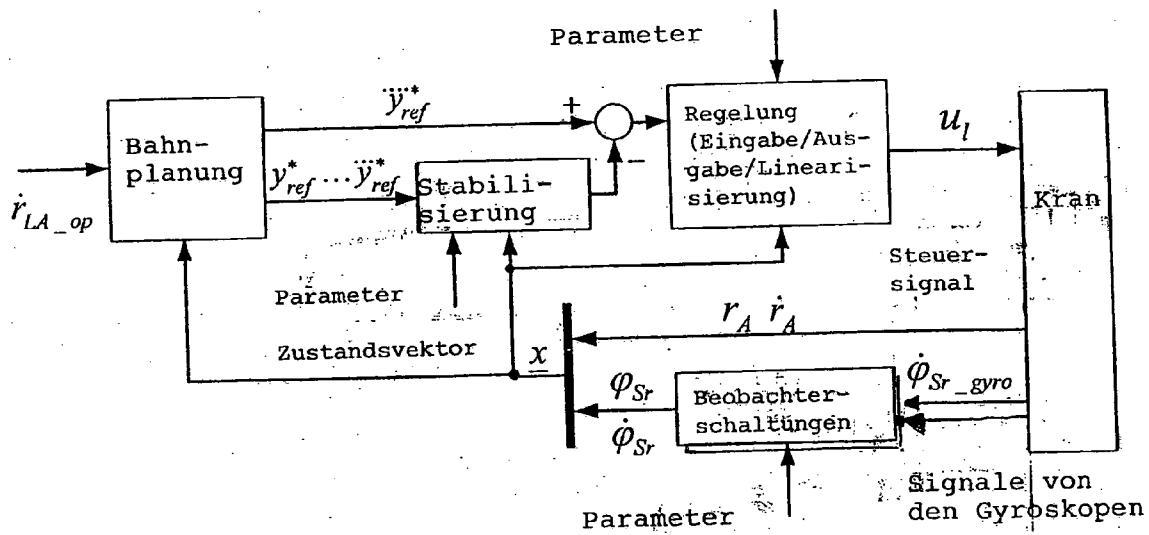 Parameter
Bahn-
planung
ÿ̈*ref
+
−
Regelung
(Eingabe/Aus-
gabe/Lineari-
sierung)
u_l
Kran
ṙ_LA_op
y*ref ... y⃛*ref
Stabili-
sierung
Steuer-
signal
Parameter
r_A ṙ_A
Zustandsvektor
x
φ_Sr
φ̇_Sr
Beobachter-
schaltungen
φ̇_Sr_gyro
Parameter
Signale von
den Gyroskopen